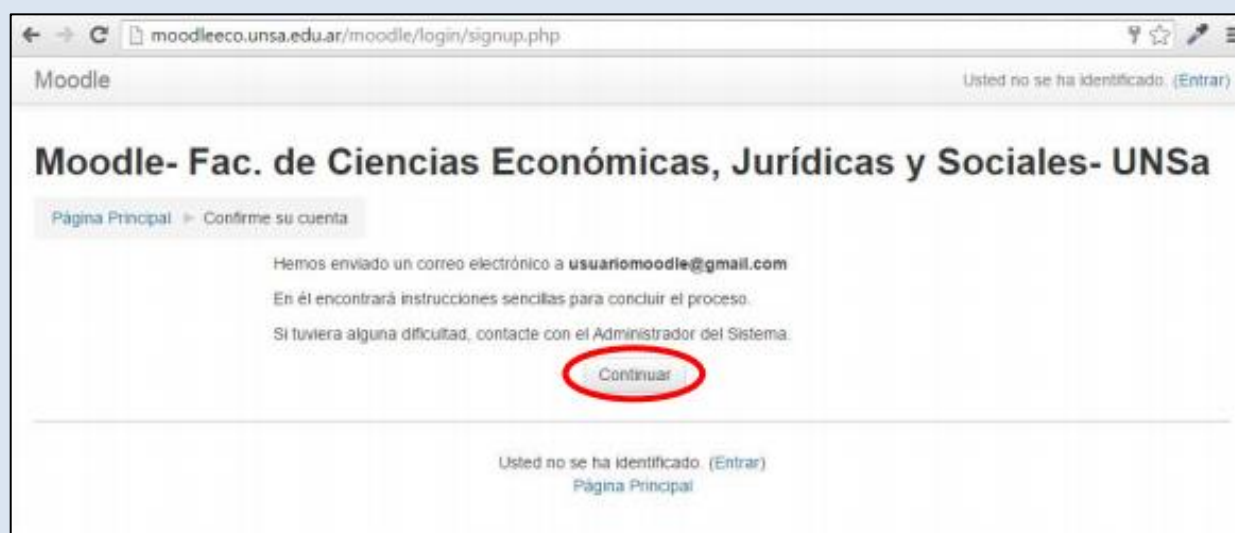 moodleeco.unsa.edu.ar/moodle/login/signup.php
Moodle
Usted no se ha identificado. (Entrar)
Moodle- Fac. de Ciencias Económicas, Jurídicas y Sociales- UNSa
Página Principal ► Confirme su cuenta
Hemos enviado un correo electrónico a usuariomoodle@gmail.com
En él encontrará instrucciones sencillas para concluir el proceso.
Si tuviera alguna dificultad, contacte con el Administrador del Sistema.
Continuar
Usted no se ha identificado. (Entrar)
Página Principal